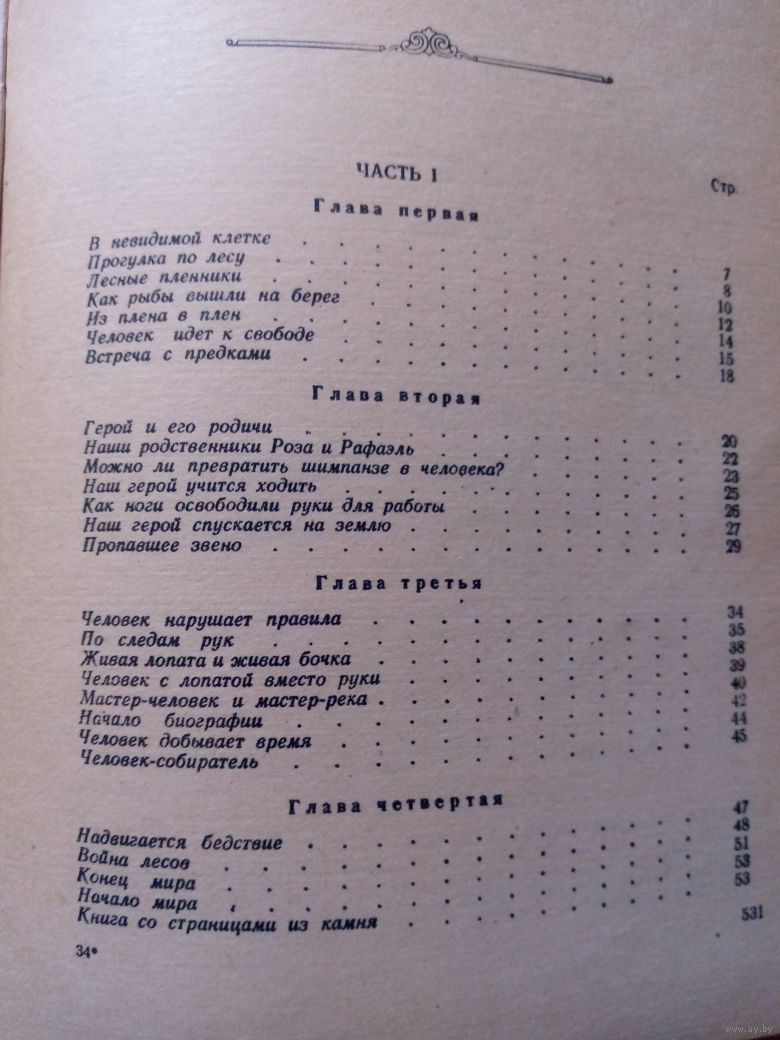 ЧАСТЬ 1
Стр.
Глава первая
В невидимой клетке . . . . . . . . . . 7
Прогулка по лесу . . . . . . . . . . 8
Лесные пленники . . . . . . . . . . 10
Как рыбы вышли на берег . . . . . . . . . . 12
Из плена в плен . . . . . . . . . . 14
Человек идет к свободе . . . . . . . . . . 15
Встреча с предками . . . . . . . . . . 18
Глава вторая
Герой и его родичи . . . . . . . . . . 20
Наши родственники Роза и Рафаэль . . . . . . . . 22
Можно ли превратить шимпанзе в человека? . . . . . . 23
Наш герой учится ходить . . . . . . . . . . 25
Как ноги освободили руки для работы . . . . . . . 26
Наш герой спускается на землю . . . . . . . . 27
Пропавшее звено . . . . . . . . . . 29
Глава третья
Человек нарушает правила . . . . . . . . . . 34
По следам рук . . . . . . . . . . 35
Живая лопата и живая бочка . . . . . . . . . 38
Человек с лопатой вместо руки . . . . . . . . 39
Мастер-человек и мастер-река . . . . . . . . . 40
Начало биографии . . . . . . . . . . 42
Человек добывает время . . . . . . . . . . 44
Человек-собиратель . . . . . . . . . . 45
Глава четвертая
Надвигается бедствие . . . . . . . . . . 47
Война лесов . . . . . . . . . . 48
Конец мира . . . . . . . . . . 51
Начало мира . . . . . . . . . . 53
Книга со страницами из камня . . . . . . . . 53
34*
531
www.ay.by